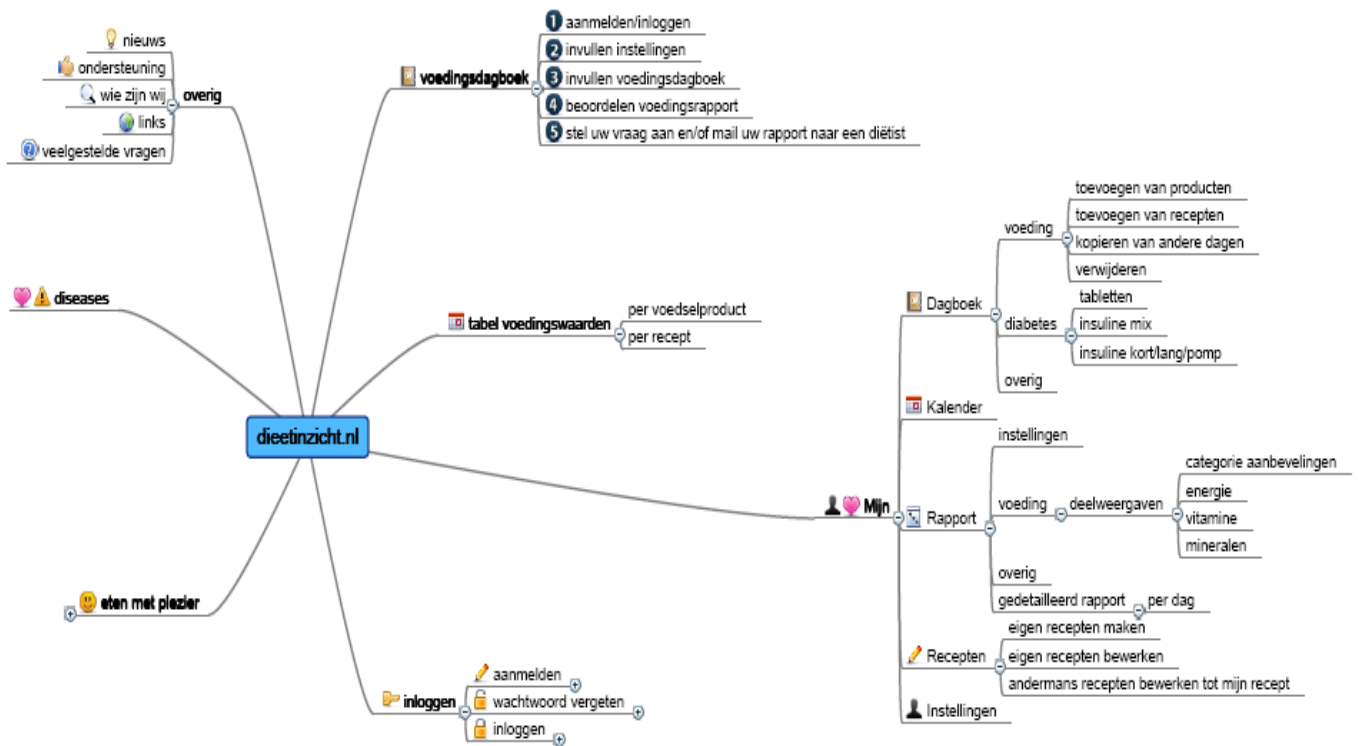 nieuws
ondersteuning
wie zijn wij
links
veelgestelde vragen
overig
voedingsdagboek
1 aanmelden/inloggen
2 invullen instellingen
3 invullen voedingsdagboek
4 beoordelen voedingsrapport
5 stel uw vraag aan en/of mail uw rapport naar een diëtist
diseases
tabel voedingswaarden
per voedselproduct
per recept
dieetinzicht.nl
eten met plezier
inloggen
aanmelden
wachtwoord vergeten
inloggen
Mijn
Dagboek
voeding
toevoegen van producten
toevoegen van recepten
kopieren van andere dagen
verwijderen
diabetes
tabletten
insuline mix
insuline kort/lang/pomp
overig
Kalender
Rapport
instellingen
voeding
deelweergaven
categorie aanbevelingen
energie
vitamine
mineralen
overig
gedetailleerd rapport
per dag
Recepten
eigen recepten maken
eigen recepten bewerken
andermans recepten bewerken tot mijn recept
Instellingen